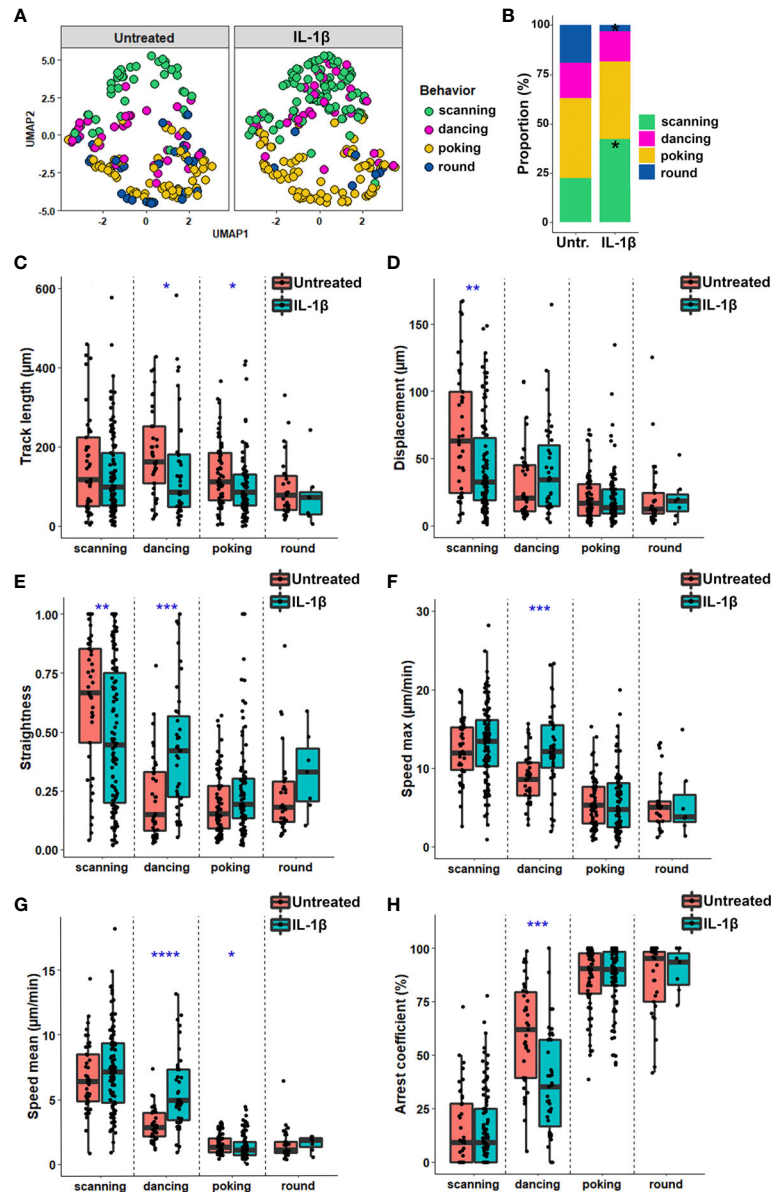 A
Untreated
IL-1β
UMAP2
5.0
2.5
0.0
-2.5
-5.0
-2
0
2
-2
0
2
UMAP1
Behavior
scanning
dancing
poking
round
B
Proportion (%)
100
75
50
25
0
*
*
Untr.
IL-1β
scanning
dancing
poking
round
C
Track length (µm)
600
400
200
0
*
*
Untreated
IL-1β
scanning
dancing
poking
round
D
Displacement (µm)
150
100
50
0
**
Untreated
IL-1β
scanning
dancing
poking
round
E
Straightness
1.00
0.75
0.50
0.25
0.00
**
***
Untreated
IL-1β
scanning
dancing
poking
round
F
Speed max (µm/min)
30
20
10
0
***
Untreated
IL-1β
scanning
dancing
poking
round
G
Speed mean (µm/min)
15
10
5
0
****
*
Untreated
IL-1β
scanning
dancing
poking
round
H
Arrest coefficient (%)
100
75
50
25
0
***
Untreated
IL-1β
scanning
dancing
poking
round